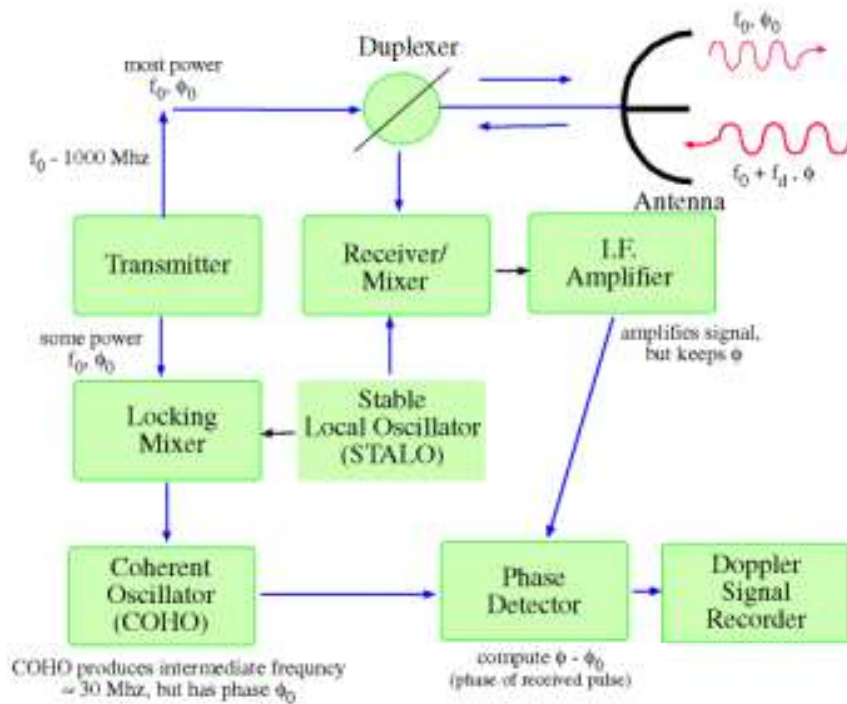 Duplexer
f₀, ϕ₀
most power
f₀, ϕ₀
f₀ - 1000 Mhz
f₀ + f_d , ϕ
Antenna
Transmitter
Receiver/
Mixer
I.F.
Amplifier
some power
f₀, ϕ₀
amplifies signal,
but keeps ϕ
Locking
Mixer
Stable
Local Oscillator
(STALO)
Coherent
Oscillator
(COHO)
Phase
Detector
Doppler
Signal
Recorder
COHO produces intermediate frequncy
≈ 30 Mhz, but has phase ϕ₀
compute ϕ - ϕ₀
(phase of received pulse)